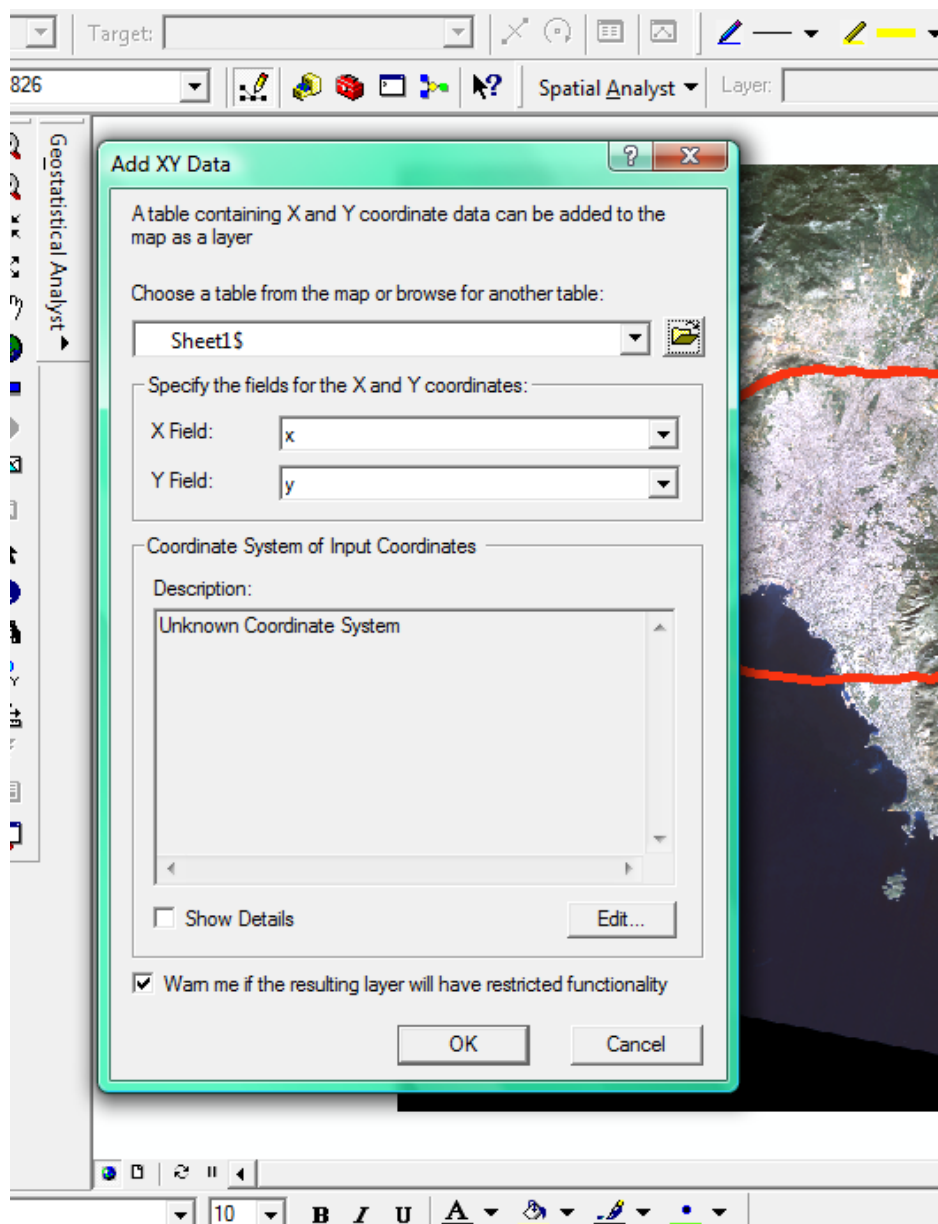 Target:
826
Spatial Analyst
Layer:
Geostatistical Analyst
Add XY Data
A table containing X and Y coordinate data can be added to the
map as a layer
Choose a table from the map or browse for another table:
Sheet1$
Specify the fields for the X and Y coordinates:
X Field:
x
Y Field:
y
Coordinate System of Input Coordinates
Description:
Unknown Coordinate System
Show Details
Edit...
Warn me if the resulting layer will have restricted functionality
OK
Cancel
10
B I U A